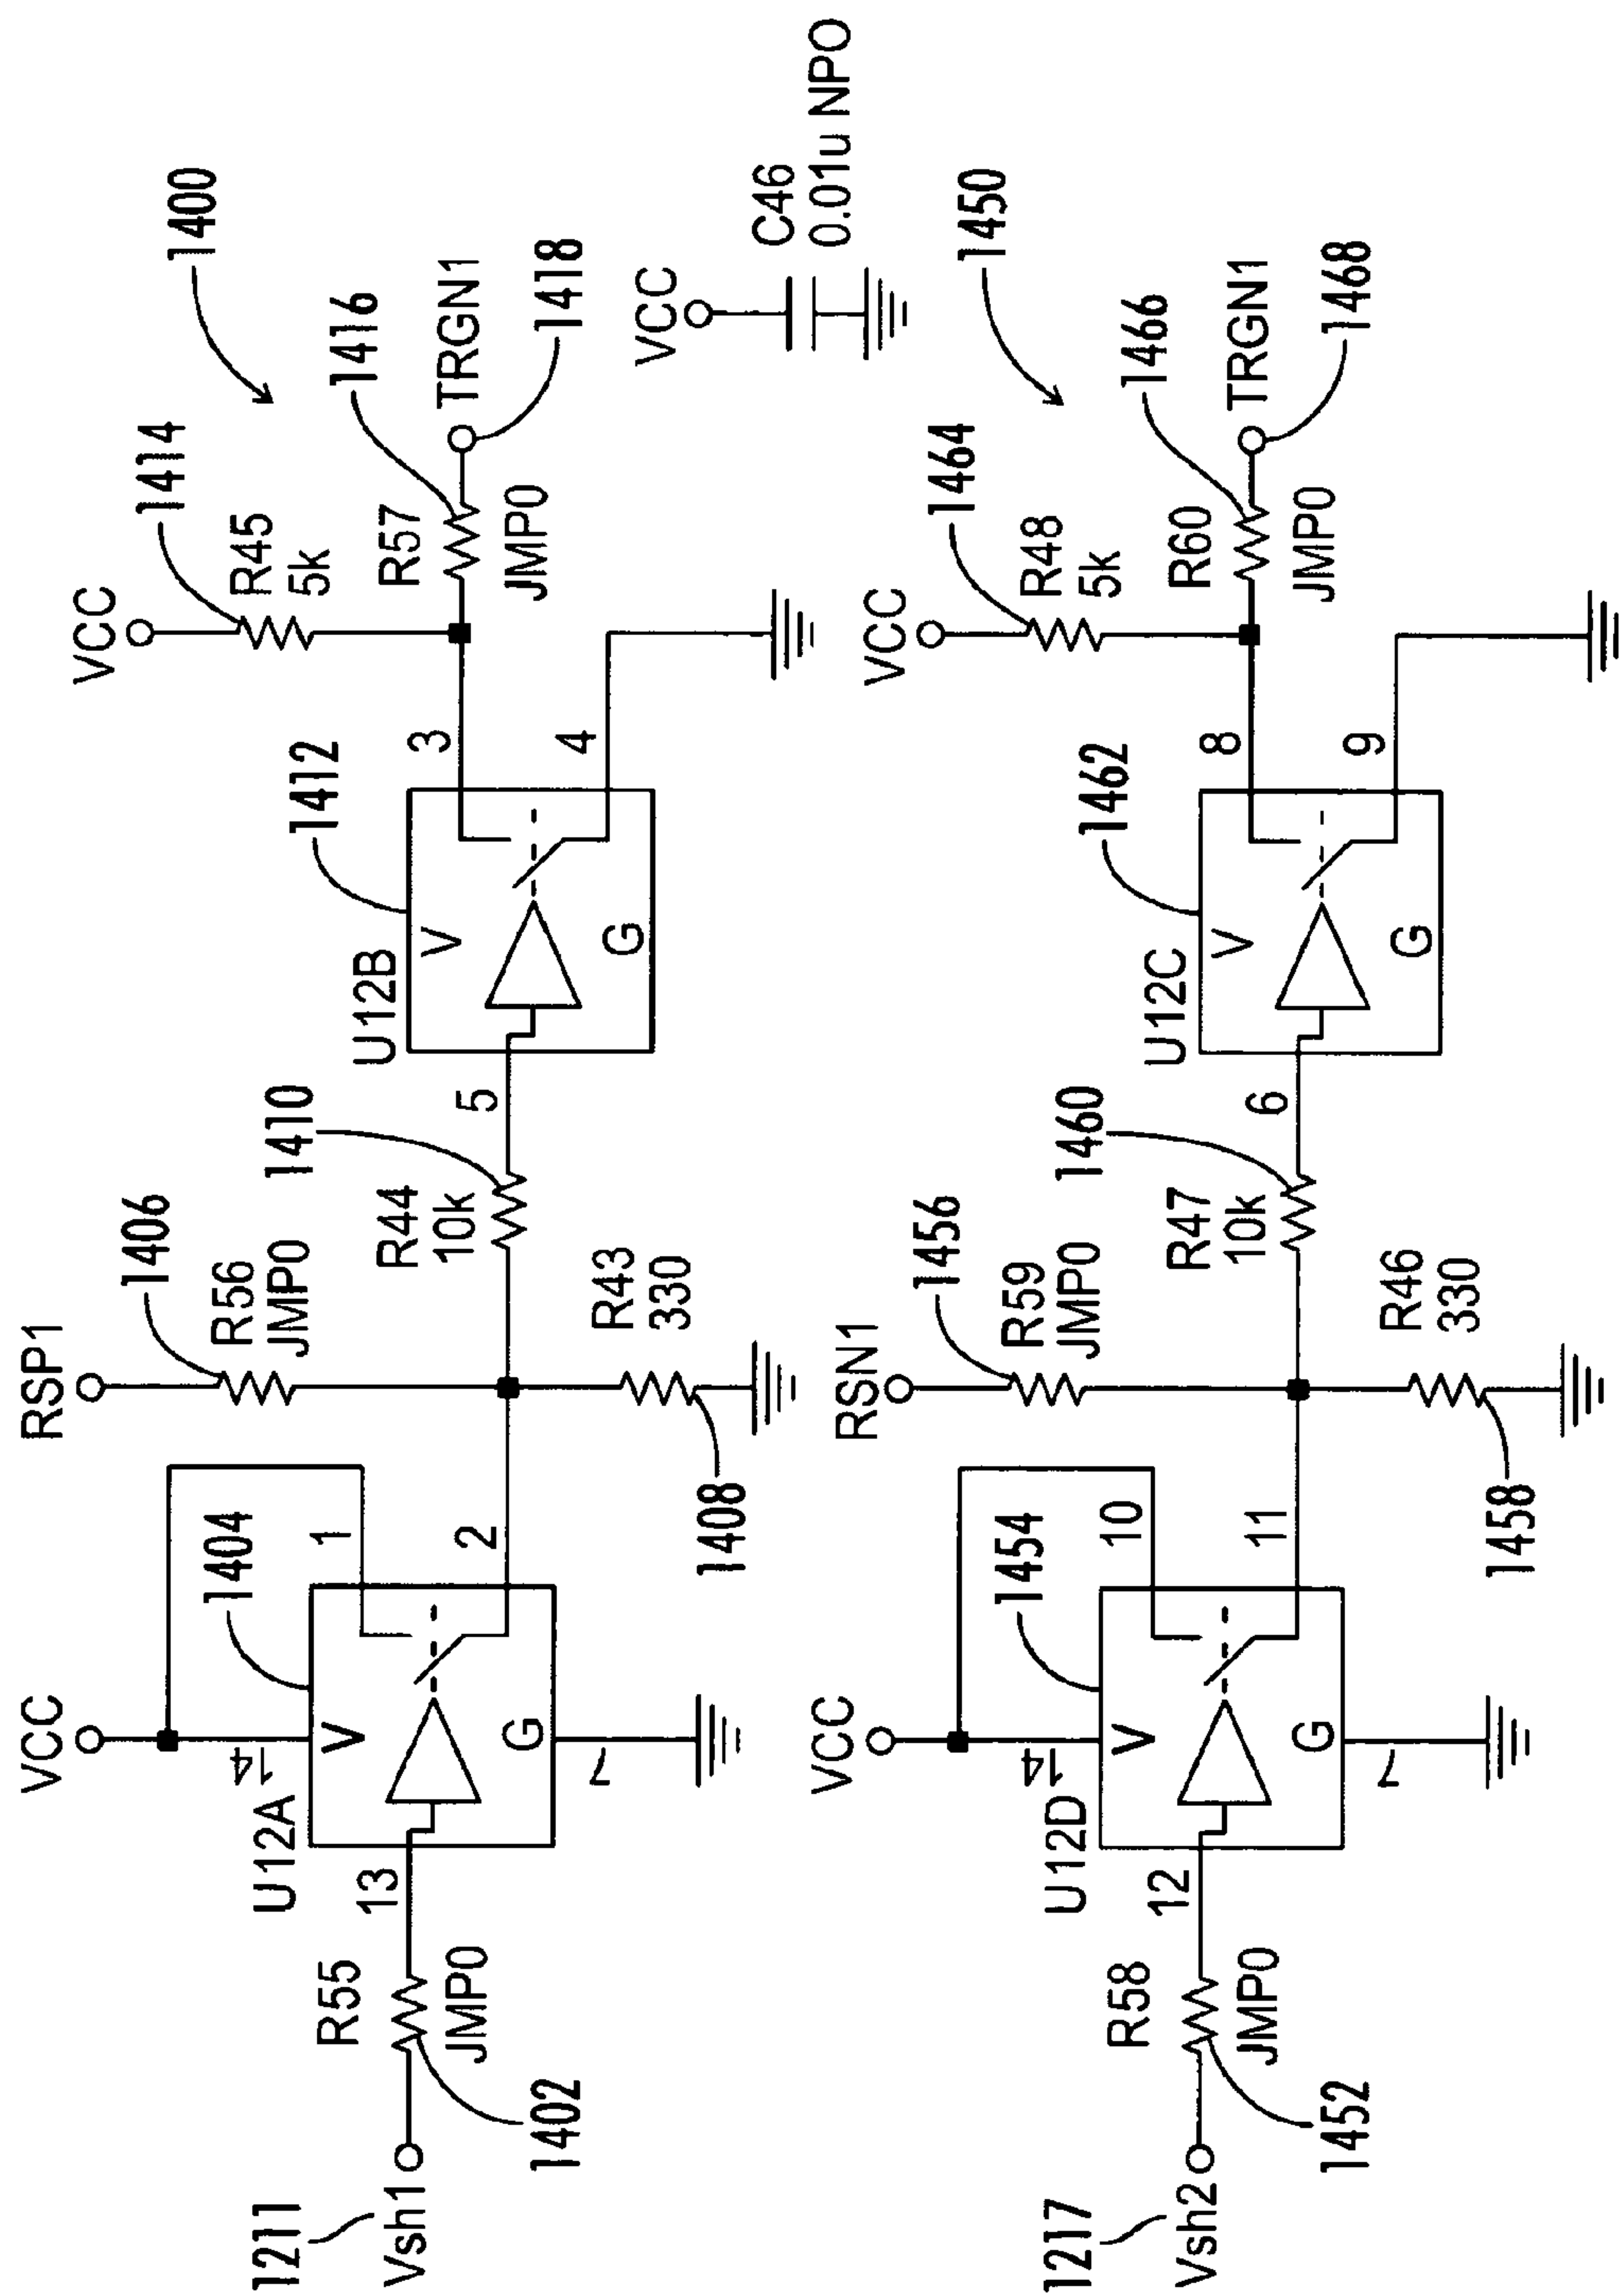 1400
VCC
1414
R45
5k
1416
R57
JMP0
TRGN1
1418
1412
U12B
V
G
3
4
5
1410
R44
10k
RSP1
1406
R56
JMP0
R43
330
1408
VCC
1404
14
U12A
V
G
1
2
7
13
R55
JMP0
1402
1211
Vsh1
VCC
C46
0.01u NPO
1450
VCC
1464
R48
5k
1466
R60
JMP0
TRGN1
1468
1462
U12C
V
G
8
9
6
1460
R47
10k
RSN1
1456
R59
JMP0
R46
330
1458
VCC
1454
14
U12D
V
G
10
11
7
12
R58
JMP0
1452
1217
Vsh2